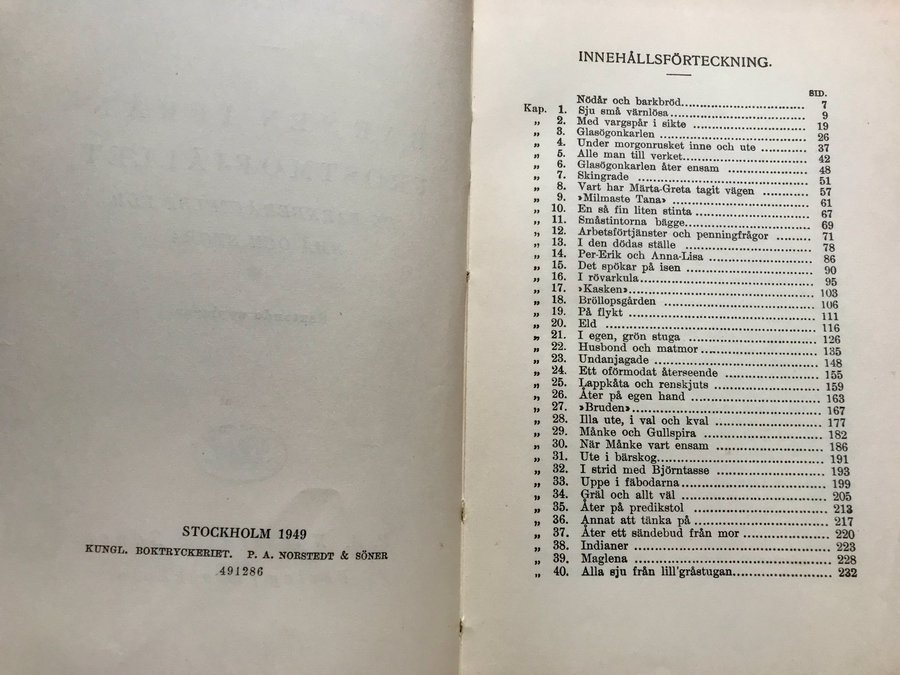 STOCKHOLM 1949
KUNGL. BOKTRYCKERIET. P. A. NORSTEDT & SÖNER
491286
INNEHÅLLSFÖRTECKNING.
SID.
Nödår och barkbröd........................ 7
Kap. 1. Sju små värnlösa ........................ 9
„ 2. Med vargspår i sikte ........................ 19
„ 3. Glasögonkarlen ........................ 26
„ 4. Under morgonrusket inne och ute ............ 37
„ 5. Alle man till verket........................ 42
„ 6. Glasögonkarlen åter ensam .................. 48
„ 7. Skingrade ........................ 51
„ 8. Vart har Märta-Greta tagit vägen ............ 57
„ 9. »Milmaste Tana» ........................ 61
„ 10. En så fin liten stinta ........................ 67
„ 11. Småstintorna bägge........................ 69
„ 12. Arbetsförtjänster och penningfrågor .......... 71
„ 13. I den dödas ställe ........................ 78
„ 14. Per-Erik och Anna-Lisa ........................ 86
„ 15. Det spökar på isen ........................ 90
„ 16. I rövarkula........................ 95
„ 17. »Kasken»........................ 103
„ 18. Bröllopsgården ........................ 106
„ 19. På flykt ........................ 111
„ 20. Eld ........................ 116
„ 21. I egen, grön stuga ........................ 126
„ 22. Husbond och matmor........................ 135
„ 23. Undanjagade ........................ 148
„ 24. Ett oförmodat återseende .................. 155
„ 25. Lappkåta och renskjuts .................. 159
„ 26. Åter på egen hand ........................ 163
„ 27. »Bruden»........................ 167
„ 28. Illa ute, i val och kval .................. 177
„ 29. Månke och Gullspira ........................ 182
„ 30. När Månke vart ensam .................. 186
„ 31. Ute i bärskog........................ 191
„ 32. I strid med Björntasse .................. 193
„ 33. Uppe i fäbodarna ........................ 199
„ 34. Gräl och allt väl ........................ 205
„ 35. Åter på predikstol ........................ 213
„ 36. Annat att tänka på ........................ 217
„ 37. Åter ett sändebud från mor .................. 220
„ 38. Indianer ........................ 223
„ 39. Maglena ........................ 228
„ 40. Alla sju från lill'gråstugan.................. 232